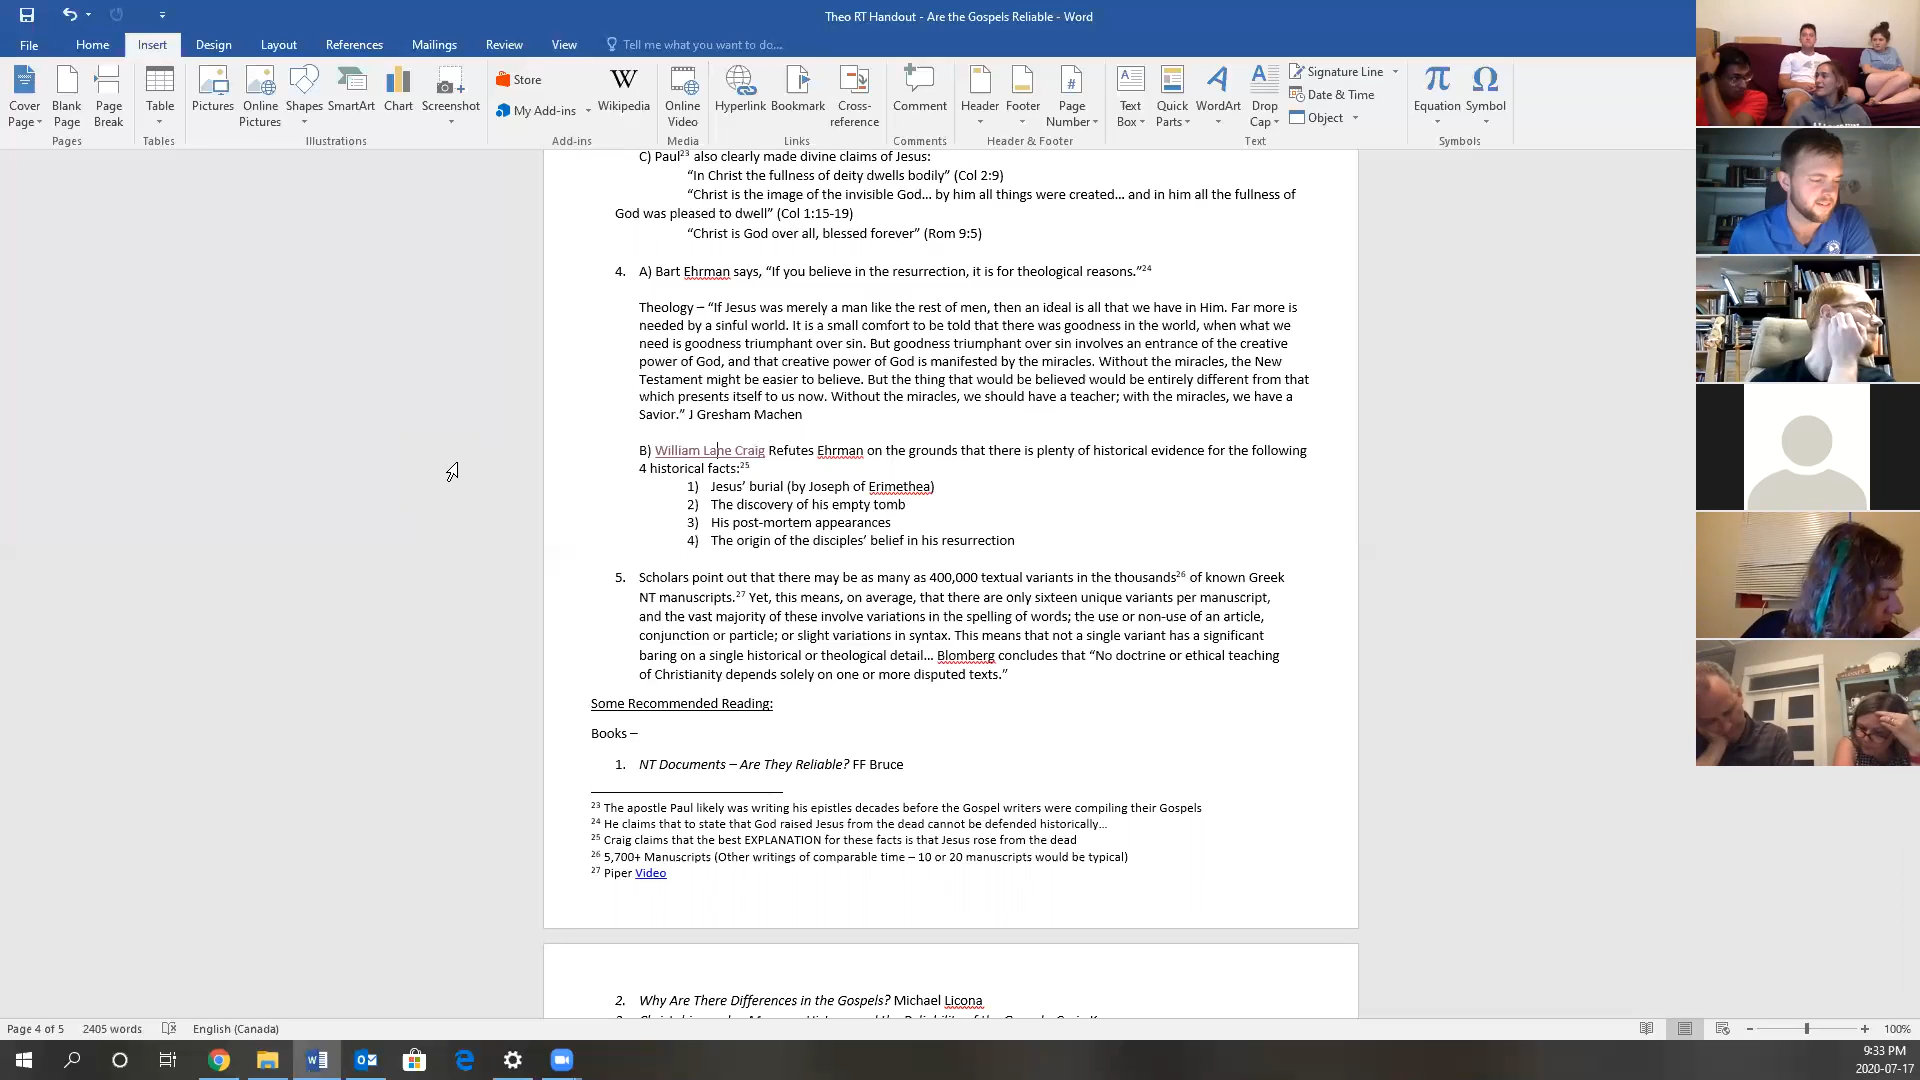 Theo RT Handout - Are the Gospels Reliable - Word
File Home Insert Design Layout References Mailings Review View Tell me what you want to do...
Cover Page Blank Page Page Break Table Pictures Online Pictures Shapes SmartArt Chart Screenshot Store My Add-ins Wikipedia Online Video Hyperlink Bookmark Cross-reference Comment Header Footer Page Number Text Box Quick Parts WordArt Drop Cap Signature Line Date & Time Object Equation Symbol
Pages Tables Illustrations Add-ins Media Links Comments Header & Footer Text Symbols
C) Paul23 also clearly made divine claims of Jesus:
“In Christ the fullness of deity dwells bodily” (Col 2:9)
“Christ is the image of the invisible God… by him all things were created… and in him all the fullness of
God was pleased to dwell” (Col 1:15-19)
“Christ is God over all, blessed forever” (Rom 9:5)
4. A) Bart Ehrman says, “If you believe in the resurrection, it is for theological reasons.”24
Theology – “If Jesus was merely a man like the rest of men, then an ideal is all that we have in Him. Far more is
needed by a sinful world. It is a small comfort to be told that there was goodness in the world, when what we
need is goodness triumphant over sin. But goodness triumphant over sin involves an entrance of the creative
power of God, and that creative power of God is manifested by the miracles. Without the miracles, the New
Testament might be easier to believe. But the thing that would be believed would be entirely different from that
which presents itself to us now. Without the miracles, we should have a teacher; with the miracles, we have a
Savior.” J Gresham Machen
B) William Lane Craig Refutes Ehrman on the grounds that there is plenty of historical evidence for the following
4 historical facts:25
1) Jesus’ burial (by Joseph of Erimethea)
2) The discovery of his empty tomb
3) His post-mortem appearances
4) The origin of the disciples’ belief in his resurrection
5. Scholars point out that there may be as many as 400,000 textual variants in the thousands26 of known Greek
NT manuscripts.27 Yet, this means, on average, that there are only sixteen unique variants per manuscript,
and the vast majority of these involve variations in the spelling of words; the use or non-use of an article,
conjunction or particle; or slight variations in syntax. This means that not a single variant has a significant
baring on a single historical or theological detail… Blomberg concludes that “No doctrine or ethical teaching
of Christianity depends solely on one or more disputed texts.”
Some Recommended Reading:
Books –
1. NT Documents – Are They Reliable? FF Bruce
23 The apostle Paul likely was writing his epistles decades before the Gospel writers were compiling their Gospels
24 He claims that to state that God raised Jesus from the dead cannot be defended historically…
25 Craig claims that the best EXPLANATION for these facts is that Jesus rose from the dead
26 5,700+ Manuscripts (Other writings of comparable time – 10 or 20 manuscripts would be typical)
27 Piper Video
2. Why Are There Differences in the Gospels? Michael Licona
Page 4 of 5 2405 words English (Canada) 100%
9:33 PM
2020-07-17